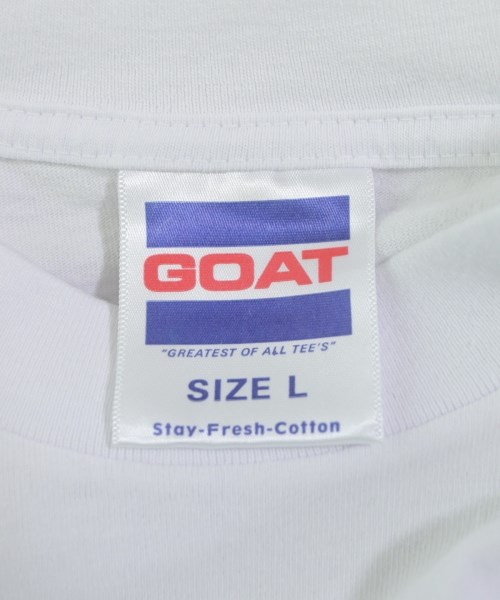 GOAT
"GREATEST OF ALL TEE'S"
SIZE L
Stay-Fresh-Cotton